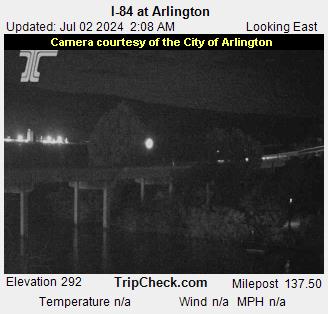 I-84 at Arlington
Updated: Jul 02 2024 2:08 AM Looking East
Camera courtesy of the City of Arlington
Elevation 292 TripCheck.com Milepost 137.50
Temperature n/a Wind n/a MPH n/a